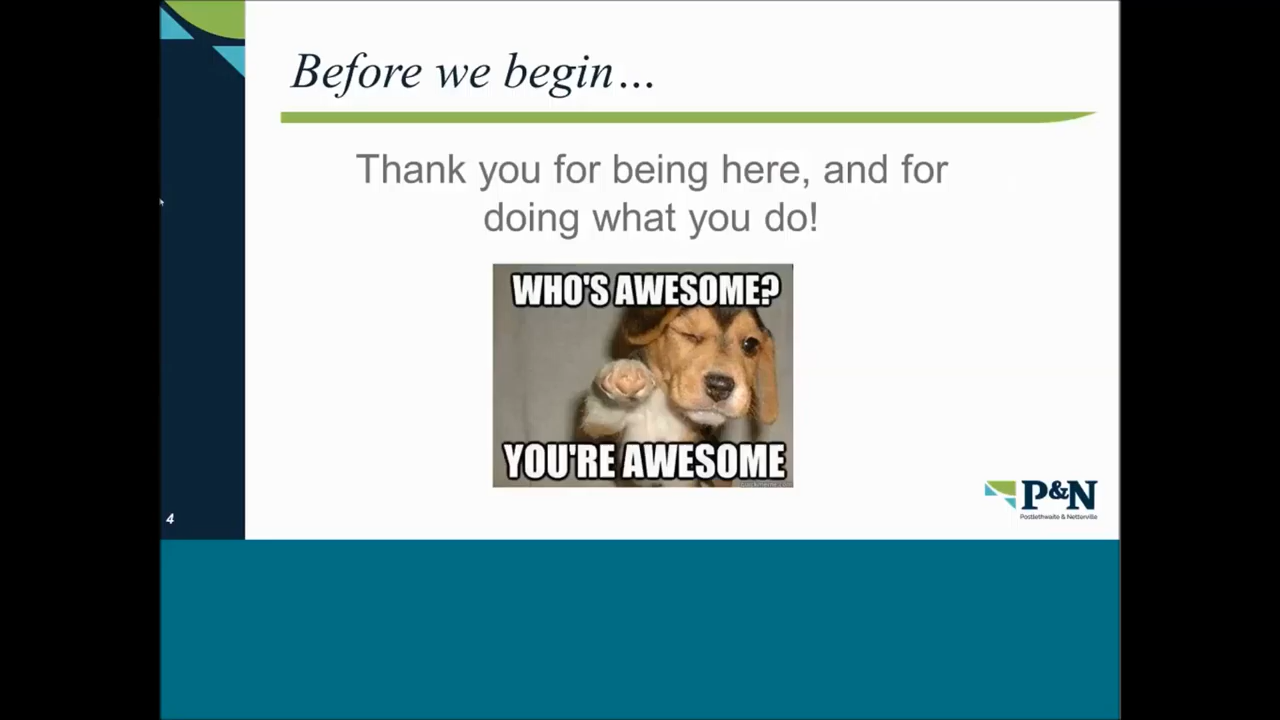 Before we begin…
Thank you for being here, and for
doing what you do!
WHO'S AWESOME?
YOU'RE AWESOME
4
P&N
Postlethwaite & Netterville